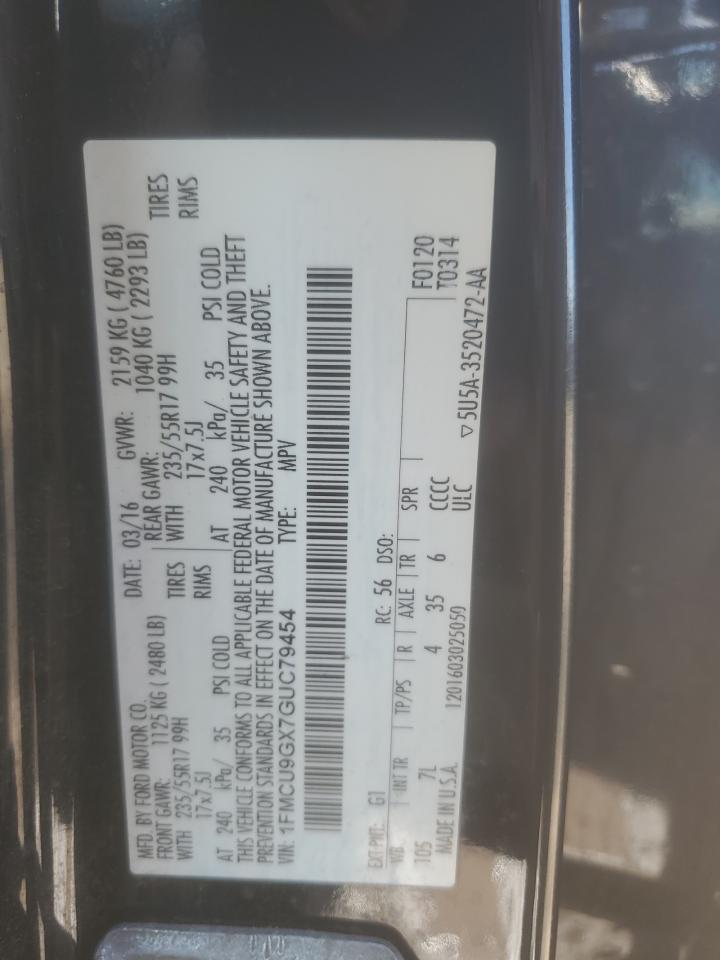 MFD. BY FORD MOTOR CO.
DATE: 03/16 GVWR: 2159 KG ( 4760 LB)
FRONT GAWR: 1125 KG ( 2480 LB)
REAR GAWR: 1040 KG ( 2293 LB)
WITH 235/55R17 99H TIRES
WITH 235/55R17 99H TIRES
17x7.5J RIMS
17x7.5J RIMS
AT 240 kPa/ 35 PSI COLD
AT 240 kPa/ 35 PSI COLD
THIS VEHICLE CONFORMS TO ALL APPLICABLE FEDERAL MOTOR VEHICLE SAFETY AND THEFT
PREVENTION STANDARDS IN EFFECT ON THE DATE OF MANUFACTURE SHOWN ABOVE.
VIN: 1FMCU9GX7GUC79454 TYPE: MPV
EXT PNT: G1 RC: 56 DSO:
WB INT TR TP/PS R AXLE TR SPR
105 7L 4 35 6 CCCC F0120
MADE IN U.S.A. 1201603025050 ULC T0314
▽5U5A-3520472-AA